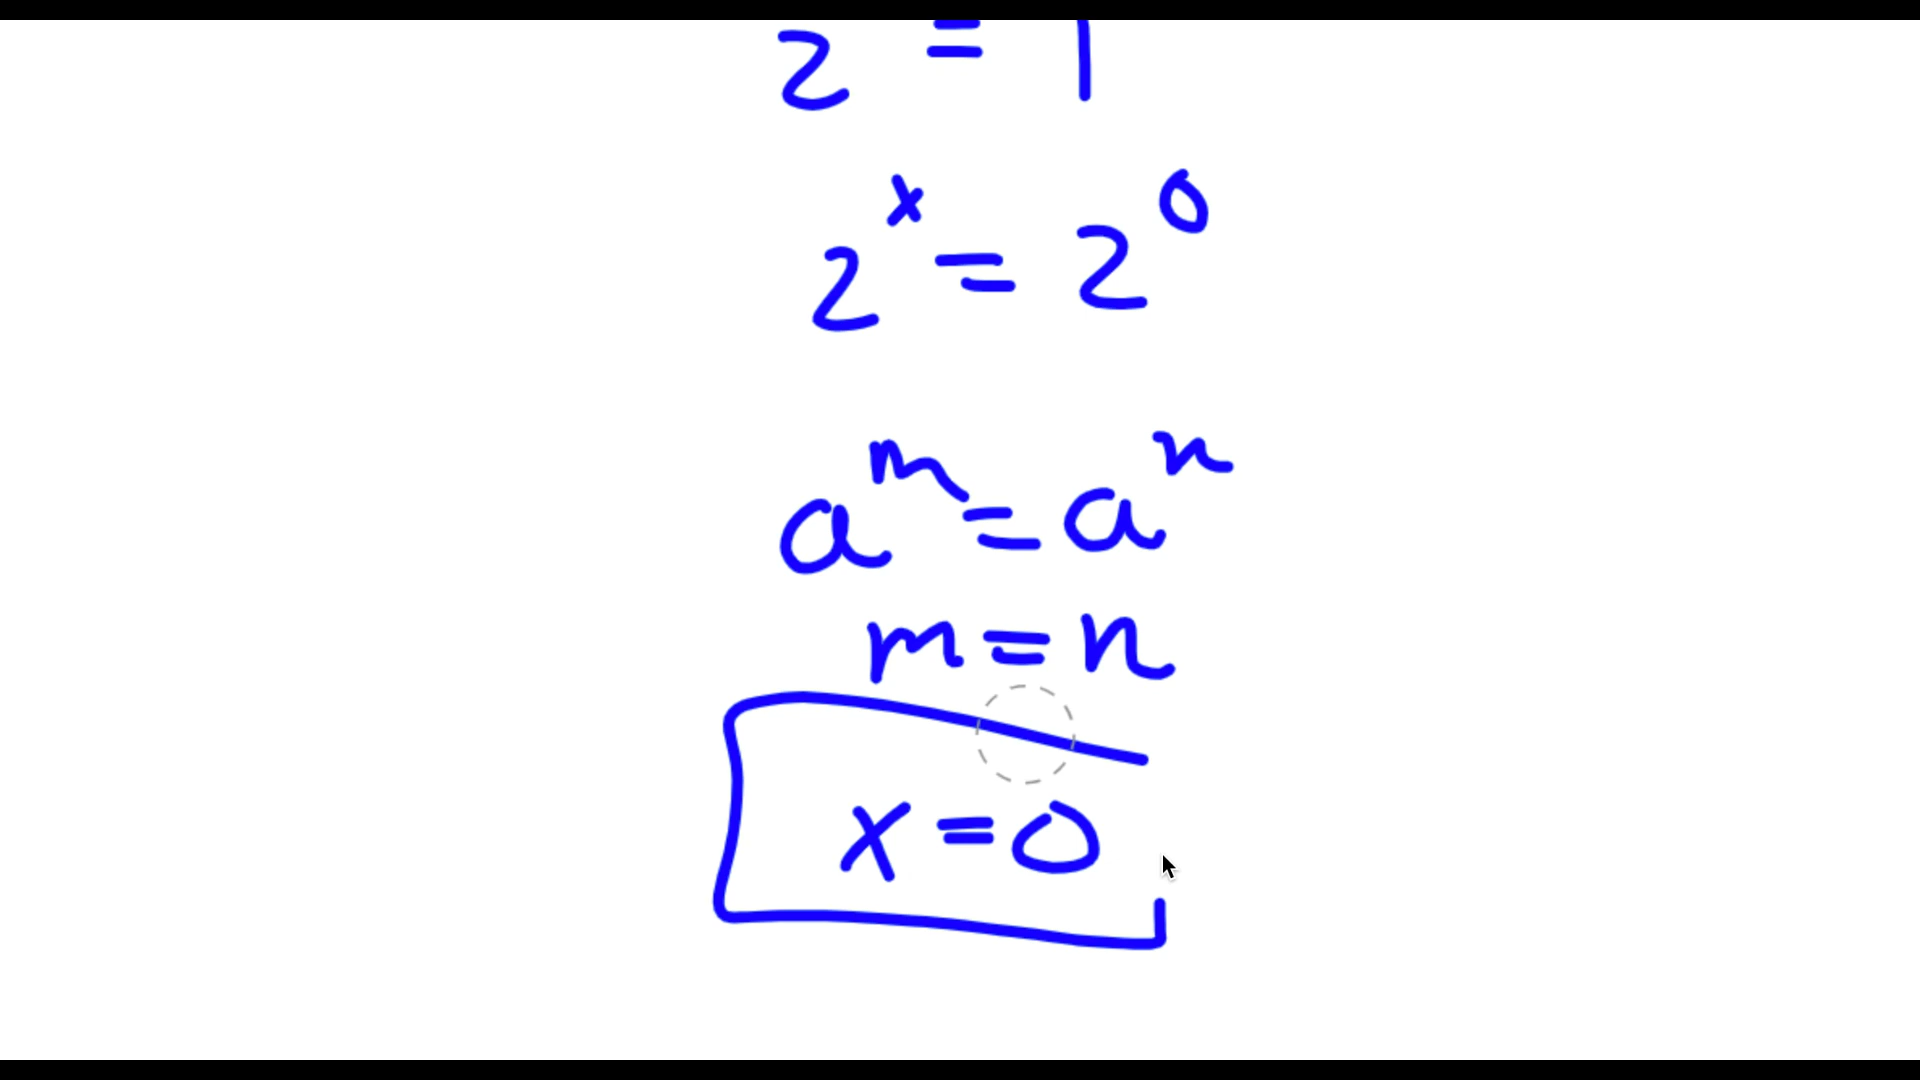 2 = 1
2^x = 2^0
a^m = a^n
m = n
x = 0